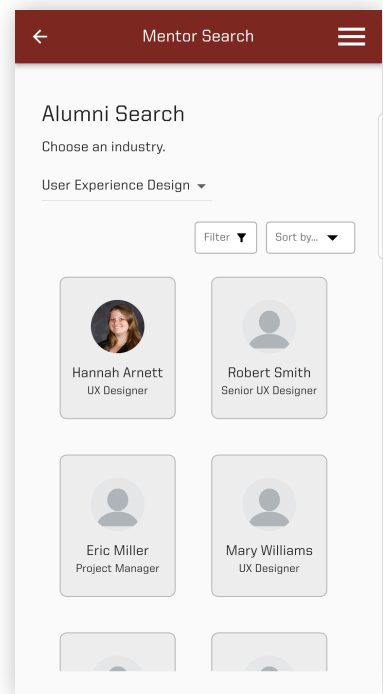 Mentor Search
Alumni Search
Choose an industry.
User Experience Design
Filter
Sort by...
Hannah Arnett
UX Designer
Robert Smith
Senior UX Designer
Eric Miller
Project Manager
Mary Williams
UX Designer